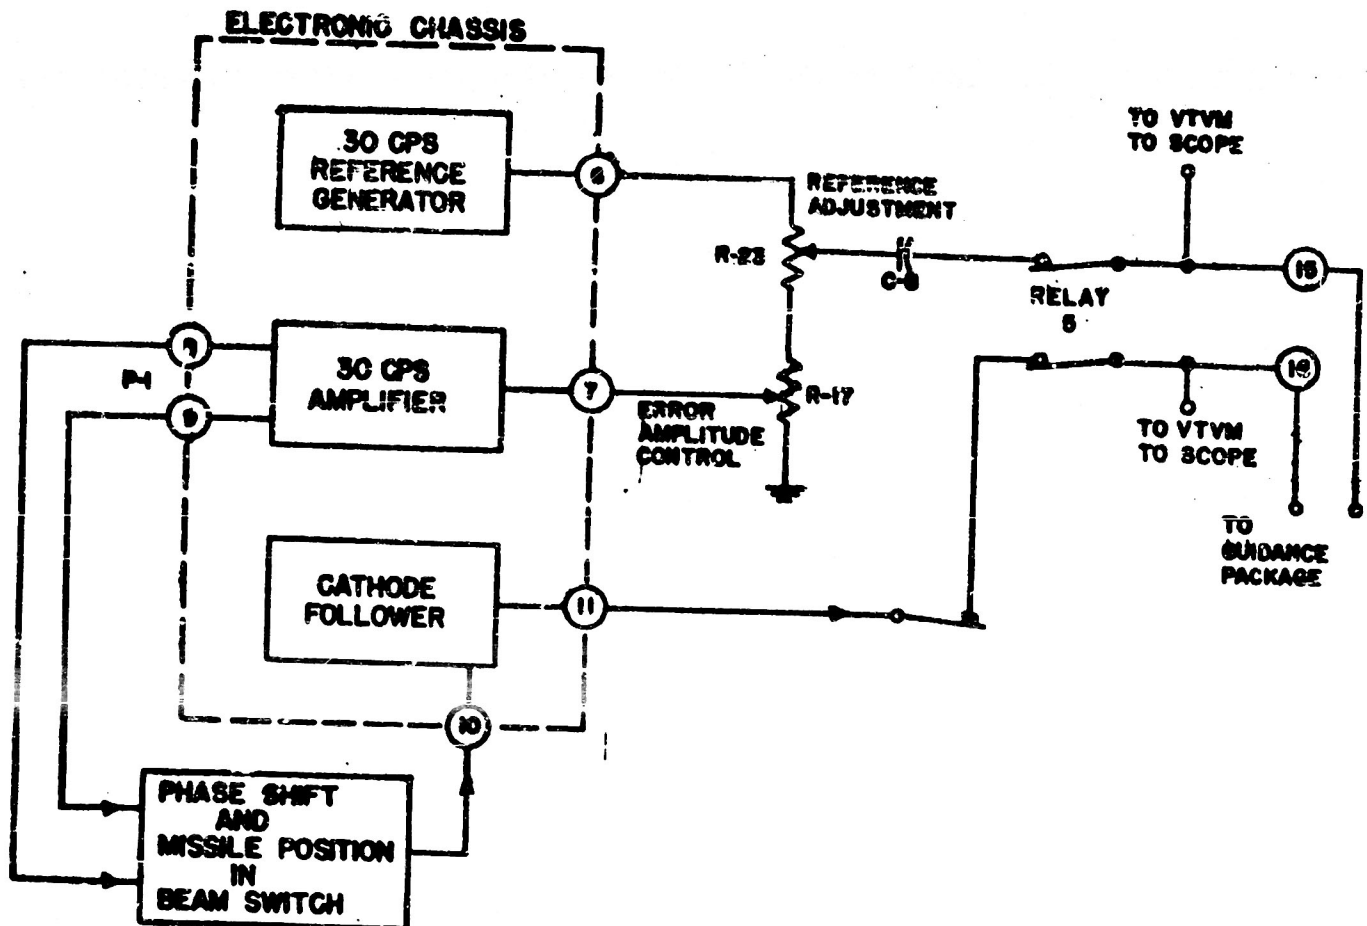 ELECTRONIC CHASSIS
30 CPS
REFERENCE
GENERATOR
6
TO VTVM
TO SCOPE
REFERENCE
ADJUSTMENT
R-23
RELAY
5
15
P-1
9
30 CPS
AMPLIFIER
7
ERROR
AMPLITUDE
CONTROL
R-17
14
TO VTVM
TO SCOPE
TO
GUIDANCE
PACKAGE
CATHODE
FOLLOWER
11
10
PHASE SHIFT
AND
MISSILE POSITION
IN
BEAM SWITCH